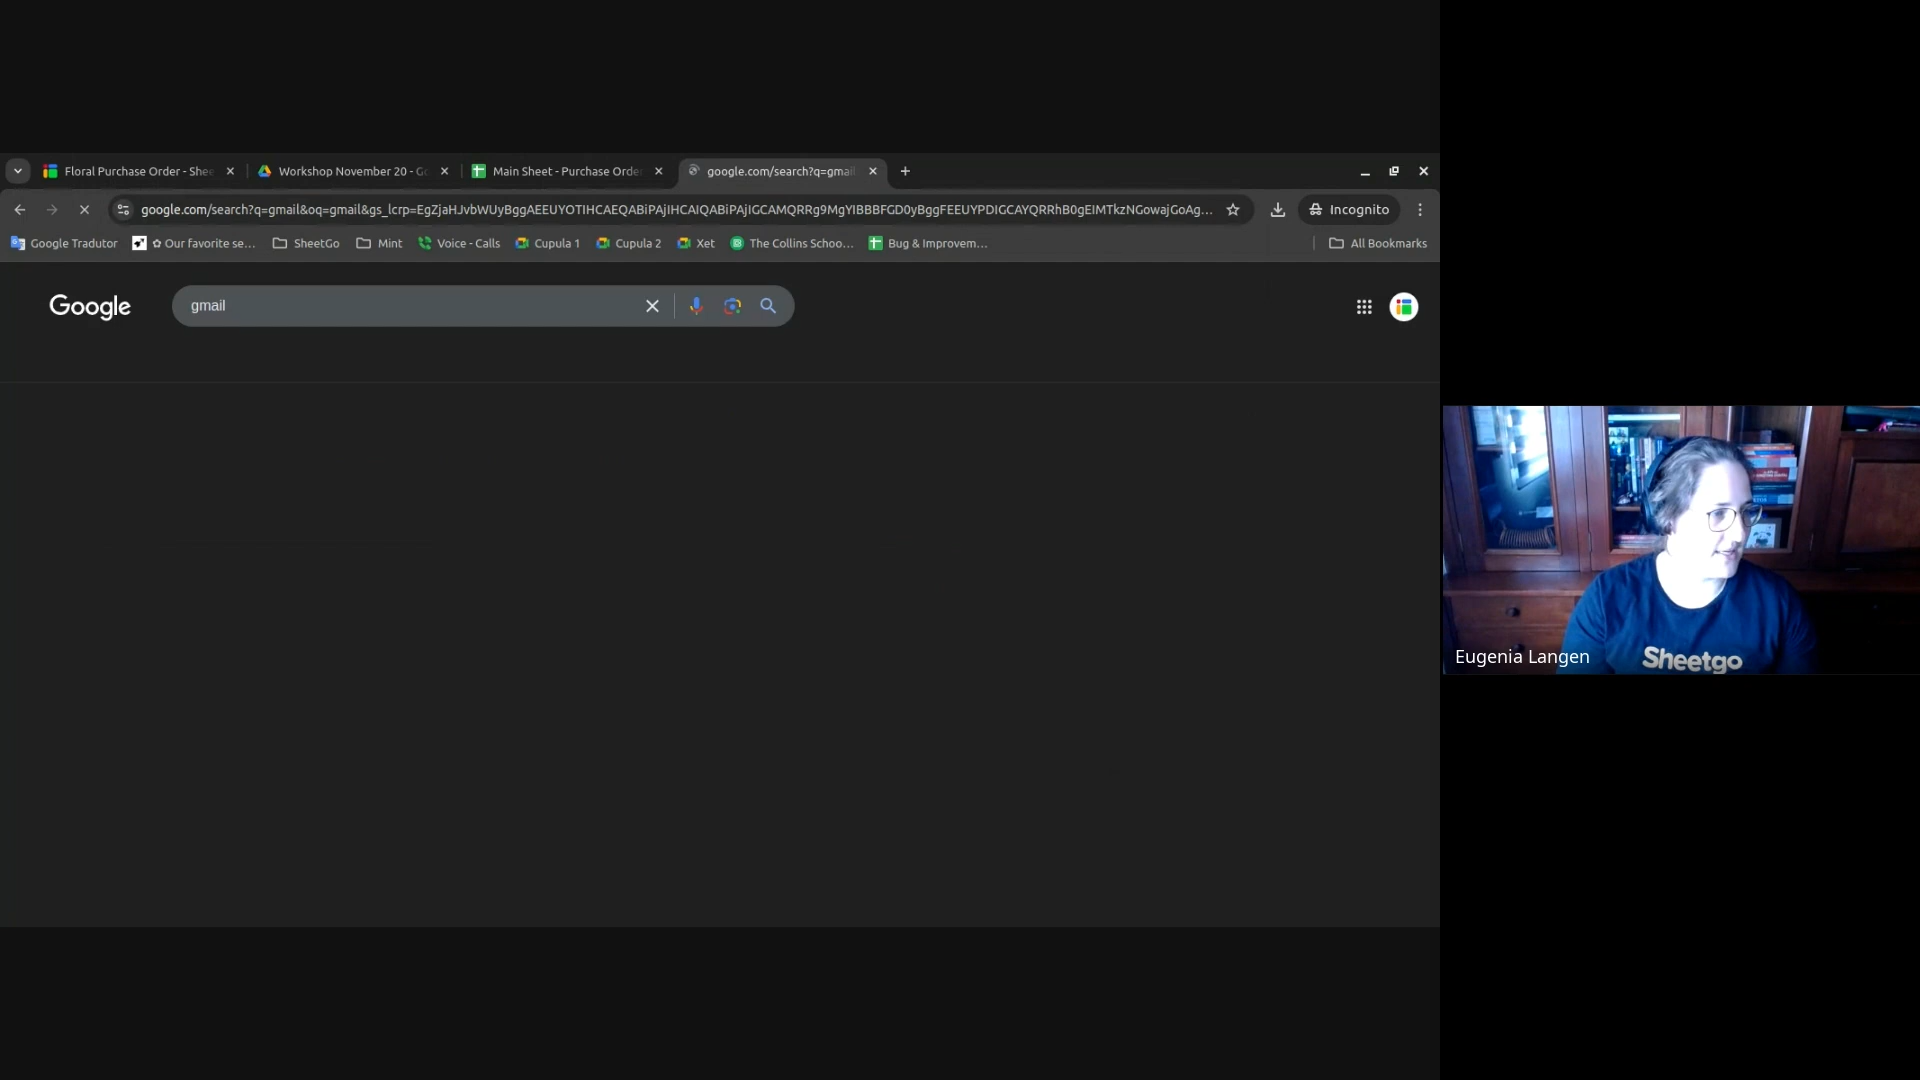 Floral Purchase Order - Shee
Workshop November 20 - Go
Main Sheet - Purchase Orde
google.com/search?q=gmai
google.com/search?q=gmail&oq=gmail&gs_lcrp=EgZjaHJvbWUyBggAEEUYOTIHCAEQABiPAjIHCAIQABiPAjIGCAMQRRg9MgYIBBBFGD0yBggFEEUYPDIGCAYQRRhB0gEIMTkzNGowajGoAg...
Incognito
Google Tradutor
✿ Our favorite se...
SheetGo
Mint
Voice - Calls
Cupula 1
Cupula 2
Xet
The Collins Schoo...
Bug & Improvem...
All Bookmarks
Google
gmail
Eugenia Langen
Sheetgo